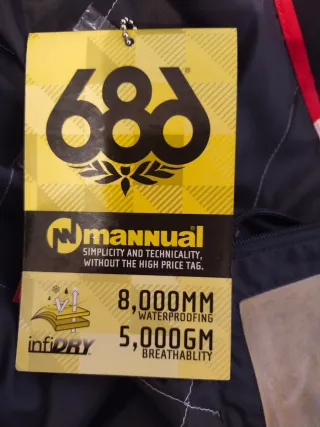 686
mannual
SIMPLICITY AND TECHNICALITY,
WITHOUT THE HIGH PRICE TAG.
8,000MM
WATERPROOFING
infiDRY
5,000GM
BREATHABLITY